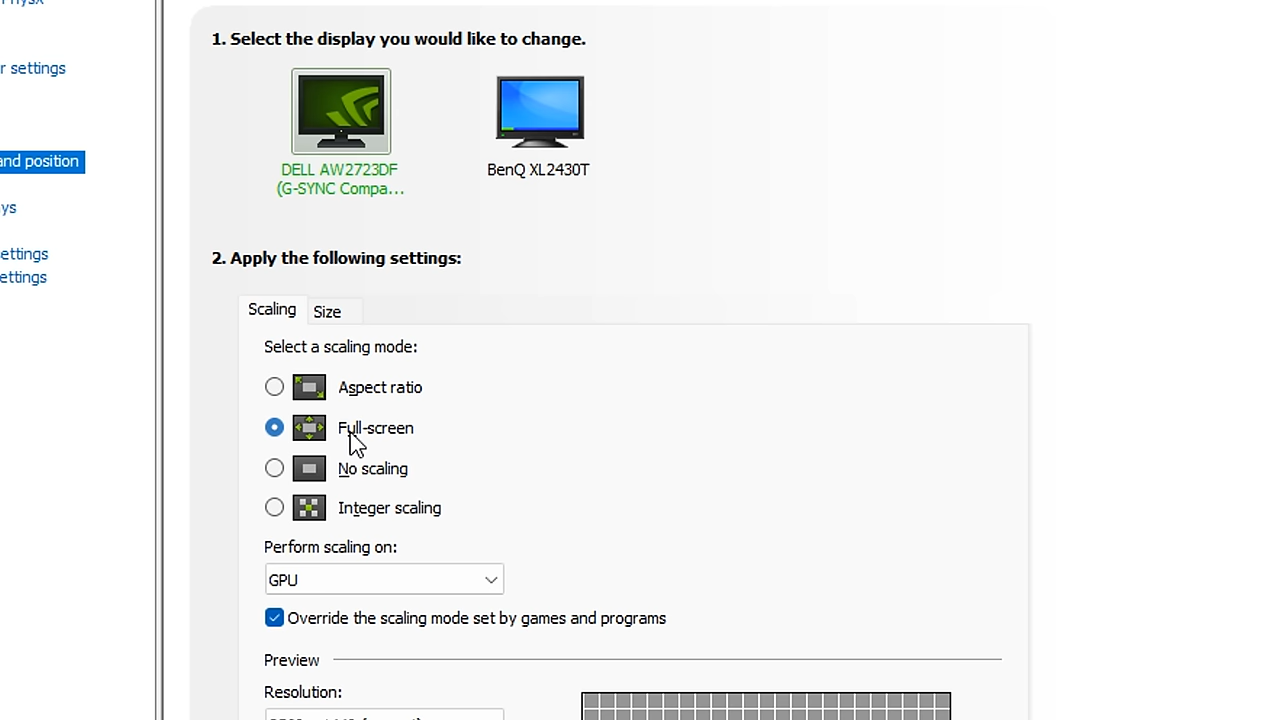 r settings
and position
ys
ettings
ettings
1. Select the display you would like to change.
DELL AW2723DF
(G-SYNC Compa...
BenQ XL2430T
2. Apply the following settings:
Scaling
Size
Select a scaling mode:
Aspect ratio
Full-screen
No scaling
Integer scaling
Perform scaling on:
GPU
Override the scaling mode set by games and programs
Preview
Resolution: